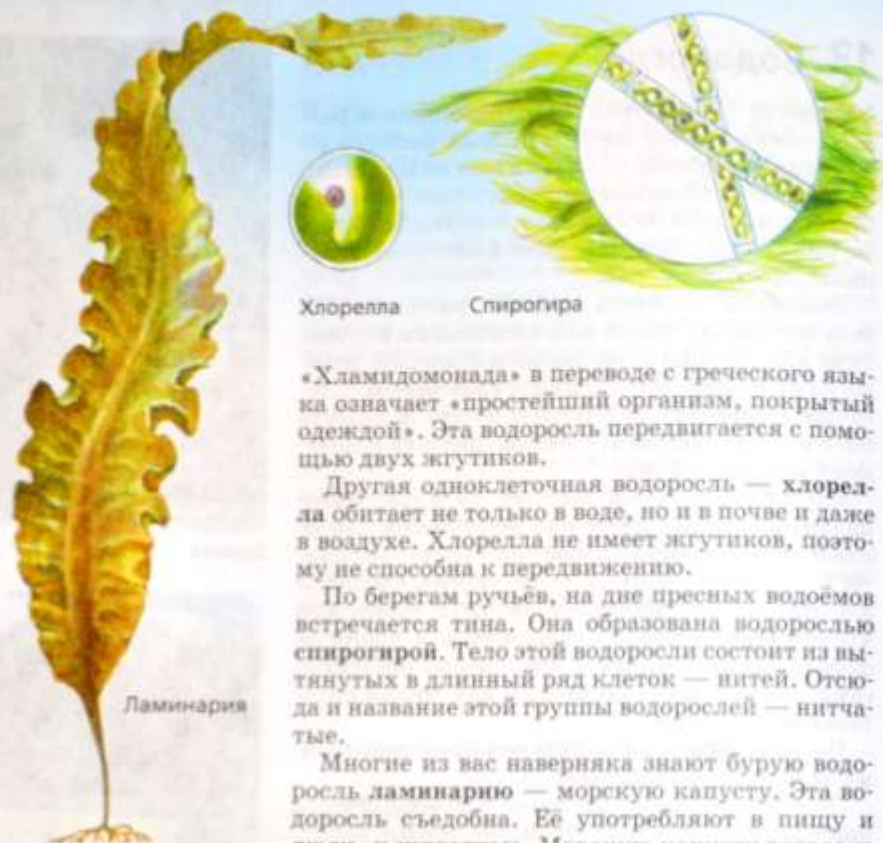 Хлорелла
Спирогира
«Хламидомонада» в переводе с греческого язы-
ка означает «простейший организм, покрытый
одеждой». Эта водоросль передвигается с помо-
щью двух жгутиков.
Другая одноклеточная водоросль — хлорел-
ла обитает не только в воде, но и в почве и даже
в воздухе. Хлорелла не имеет жгутиков, поэто-
му не способна к передвижению.
По берегам ручьёв, на дне пресных водоёмов
встречается тина. Она образована водорослью
спирогирой. Тело этой водоросли состоит из вы-
тянутых в длинный ряд клеток — нитей. Отсю-
да и название этой группы водорослей — нитча-
тые.
Ламинария
Многие из вас наверняка знают бурую водо-
росль ламинарию — морскую капусту. Эта во-
доросль съедобна. Её употребляют в пищу и